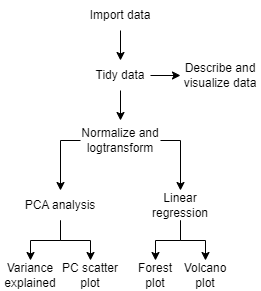 Import data
Tidy data
Describe and
visualize data
Normalize and
logtransform
PCA analysis
Linear
regression
Variance
explained
PC scatter
plot
Forest
plot
Volcano
plot